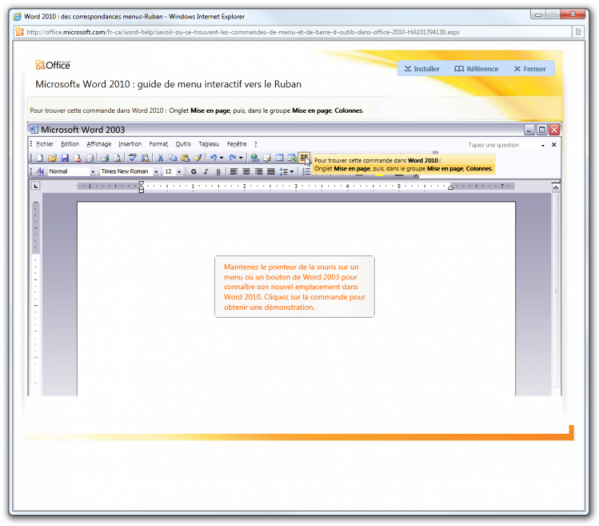 Word 2010 : des correspondances menus-Ruban - Windows Internet Explorer
http://office.microsoft.com/fr-ca/word-help/savoir-ou-se-trouvent-les-commandes-de-menu-et-de-barre-d-outils-dans-office-2010-HA101794130.aspx
Office
Installer Référence Fermer
Microsoft® Word 2010 : guide de menu interactif vers le Ruban
Pour trouver cette commande dans Word 2010 : Onglet Mise en page, puis, dans le groupe Mise en page, Colonnes.
Microsoft Word 2003
Fichier Edition Affichage Insertion Format Outils Tableau Fenêtre ? Tapez une question
Pour trouver cette commande dans Word 2010 :
Onglet Mise en page, puis, dans le groupe Mise en page, Colonnes.
Normal Times New Roman 12 G I S
Maintenez le pointeur de la souris sur un
menu ou un bouton de Word 2003 pour
connaître son nouvel emplacement dans
Word 2010. Cliquez sur la commande pour
obtenir une démonstration.